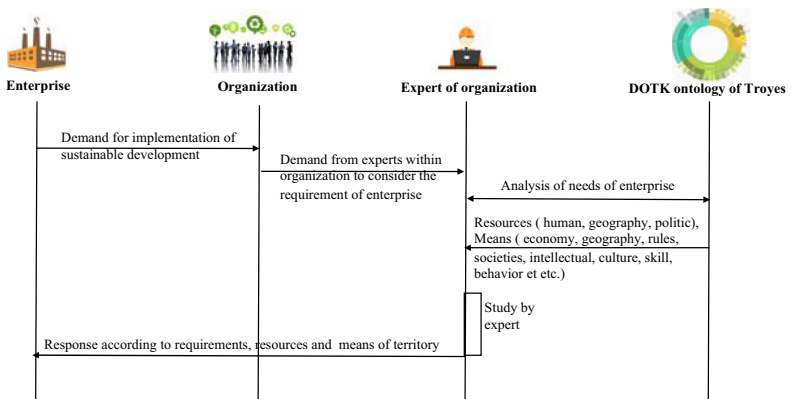 Enterprise
Organization
Expert of organization
DOTK ontology of Troyes
Demand for implementation of
sustainable development
Demand from experts within
organization to consider the
requirement of enterprise
Analysis of needs of enterprise
Resources ( human, geography, politic),
Means ( economy, geography, rules,
societies, intellectual, culture, skill,
behavior et etc.)
Study by
expert
Response according to requirements, resources and means of territory